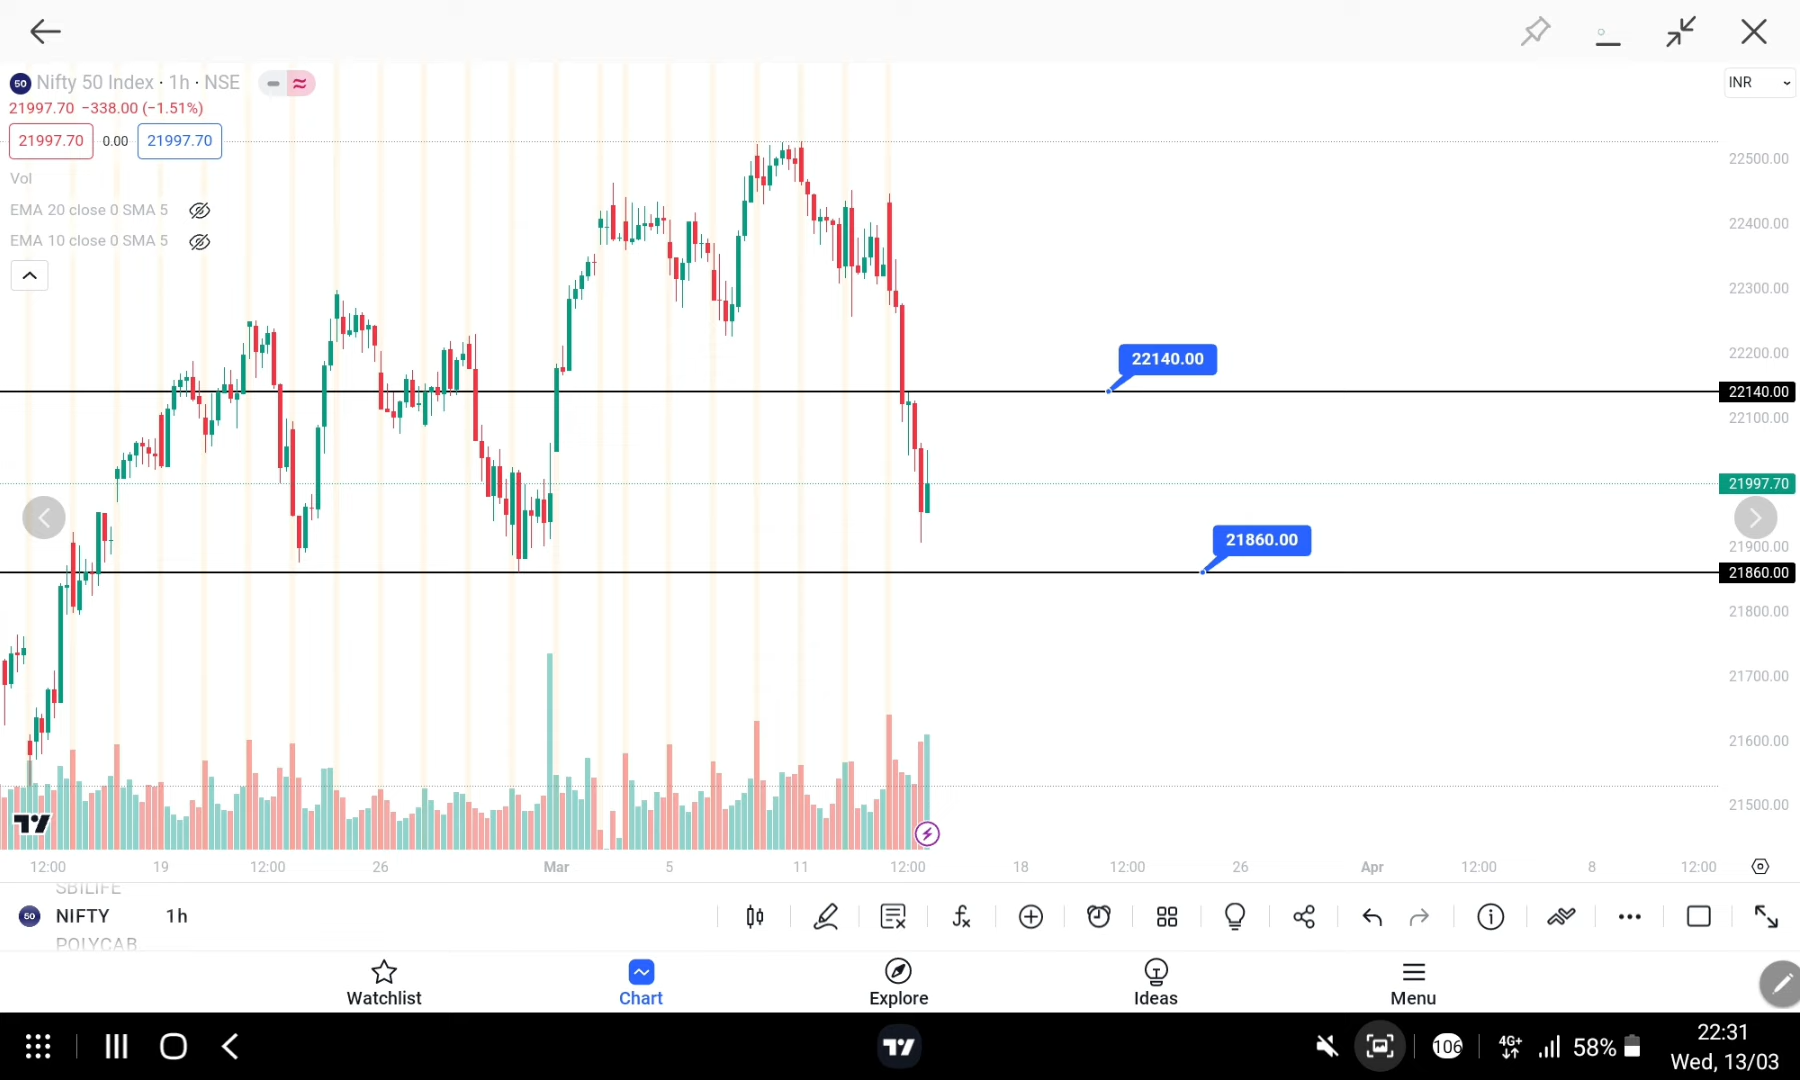 50 Nifty 50 Index · 1h · NSE
21997.70 −338.00 (−1.51%)
21997.70 0.00 21997.70
Vol
EMA 20 close 0 SMA 5
EMA 10 close 0 SMA 5
INR
22500.00
22400.00
22300.00
22200.00
22140.00
22140.00
22100.00
21997.70
21900.00
21860.00
21860.00
21800.00
21700.00
21600.00
21500.00
12:00 19 12:00 26 Mar 5 11 12:00 18 12:00 26 Apr 12:00 8 12:00
SBILIFE
50 NIFTY 1h
POLYCAB
Watchlist Chart Explore Ideas Menu
106 4G+ 58% 22:31
Wed, 13/03